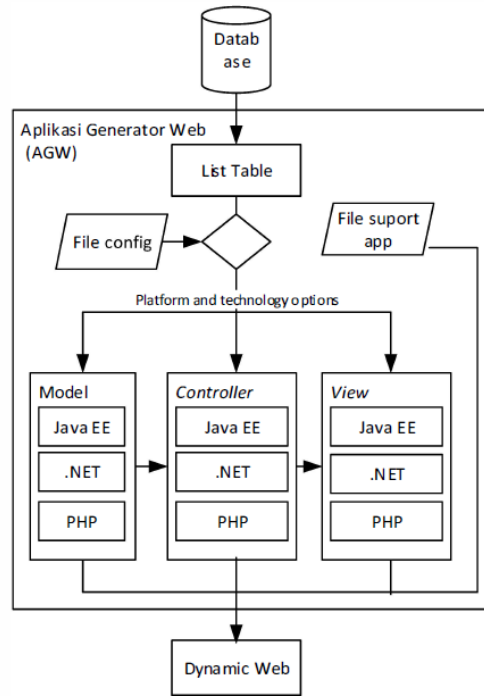 Datab
ase
Aplikasi Generator Web
(AGW)
List Table
File config
File suport
app
Platform and technology options
Model
Java EE
.NET
PHP
Controller
Java EE
.NET
PHP
View
Java EE
.NET
PHP
Dynamic Web